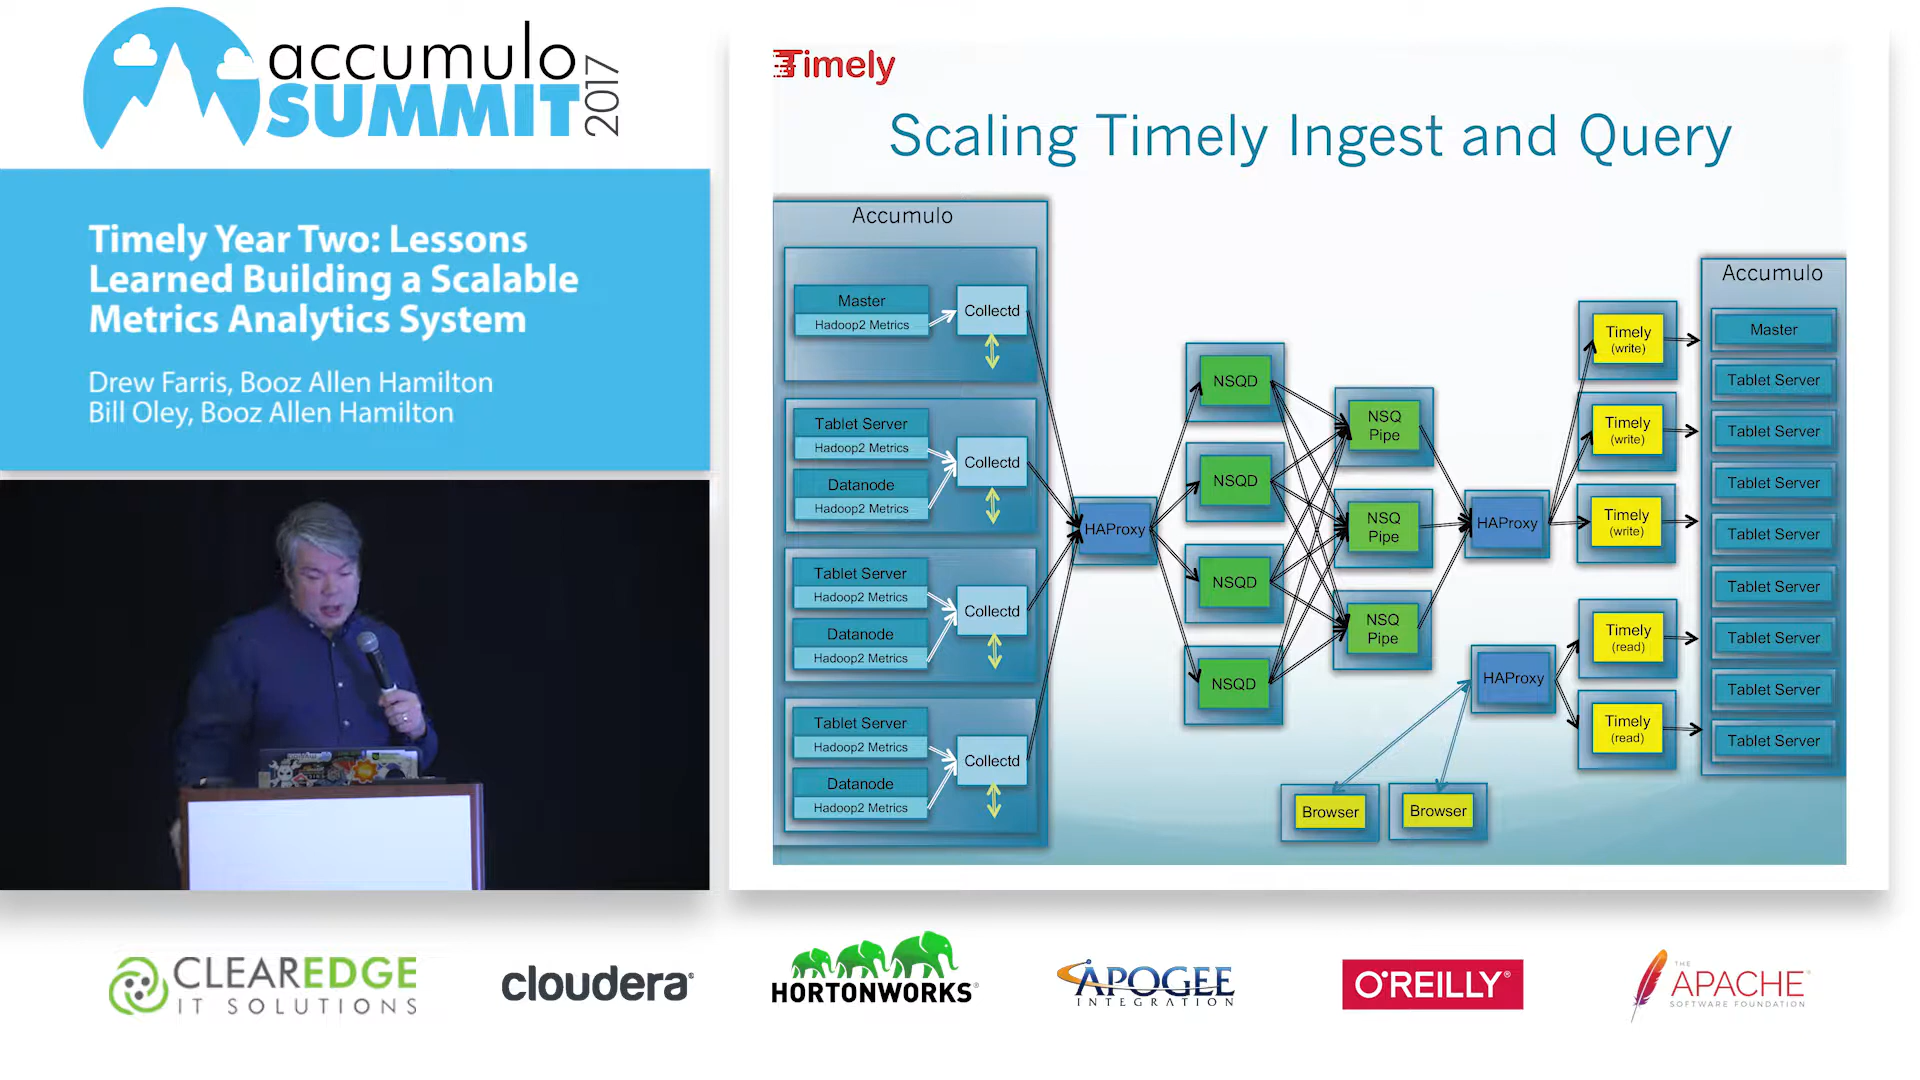 accumulo
SUMMIT
2017
Timely Year Two: Lessons
Learned Building a Scalable
Metrics Analytics System
Drew Farris, Booz Allen Hamilton
Bill Oley, Booz Allen Hamilton
Timely
Scaling Timely Ingest and Query
Accumulo
Master
Hadoop2 Metrics
Collectd
Tablet Server
Hadoop2 Metrics
Datanode
Hadoop2 Metrics
Collectd
Tablet Server
Hadoop2 Metrics
Datanode
Hadoop2 Metrics
Collectd
Tablet Server
Hadoop2 Metrics
Datanode
Hadoop2 Metrics
Collectd
HAProxy
NSQD
NSQD
NSQD
NSQD
NSQ
Pipe
NSQ
Pipe
NSQ
Pipe
HAProxy
HAProxy
Browser
Browser
Timely
(write)
Timely
(write)
Timely
(write)
Timely
(read)
Timely
(read)
Accumulo
Master
Tablet Server
Tablet Server
Tablet Server
Tablet Server
Tablet Server
Tablet Server
Tablet Server
Tablet Server
CLEAREDGE
IT SOLUTIONS
cloudera®
HORTONWORKS®
APOGEE
INTEGRATION
O'REILLY®
THE
APACHE®
SOFTWARE FOUNDATION